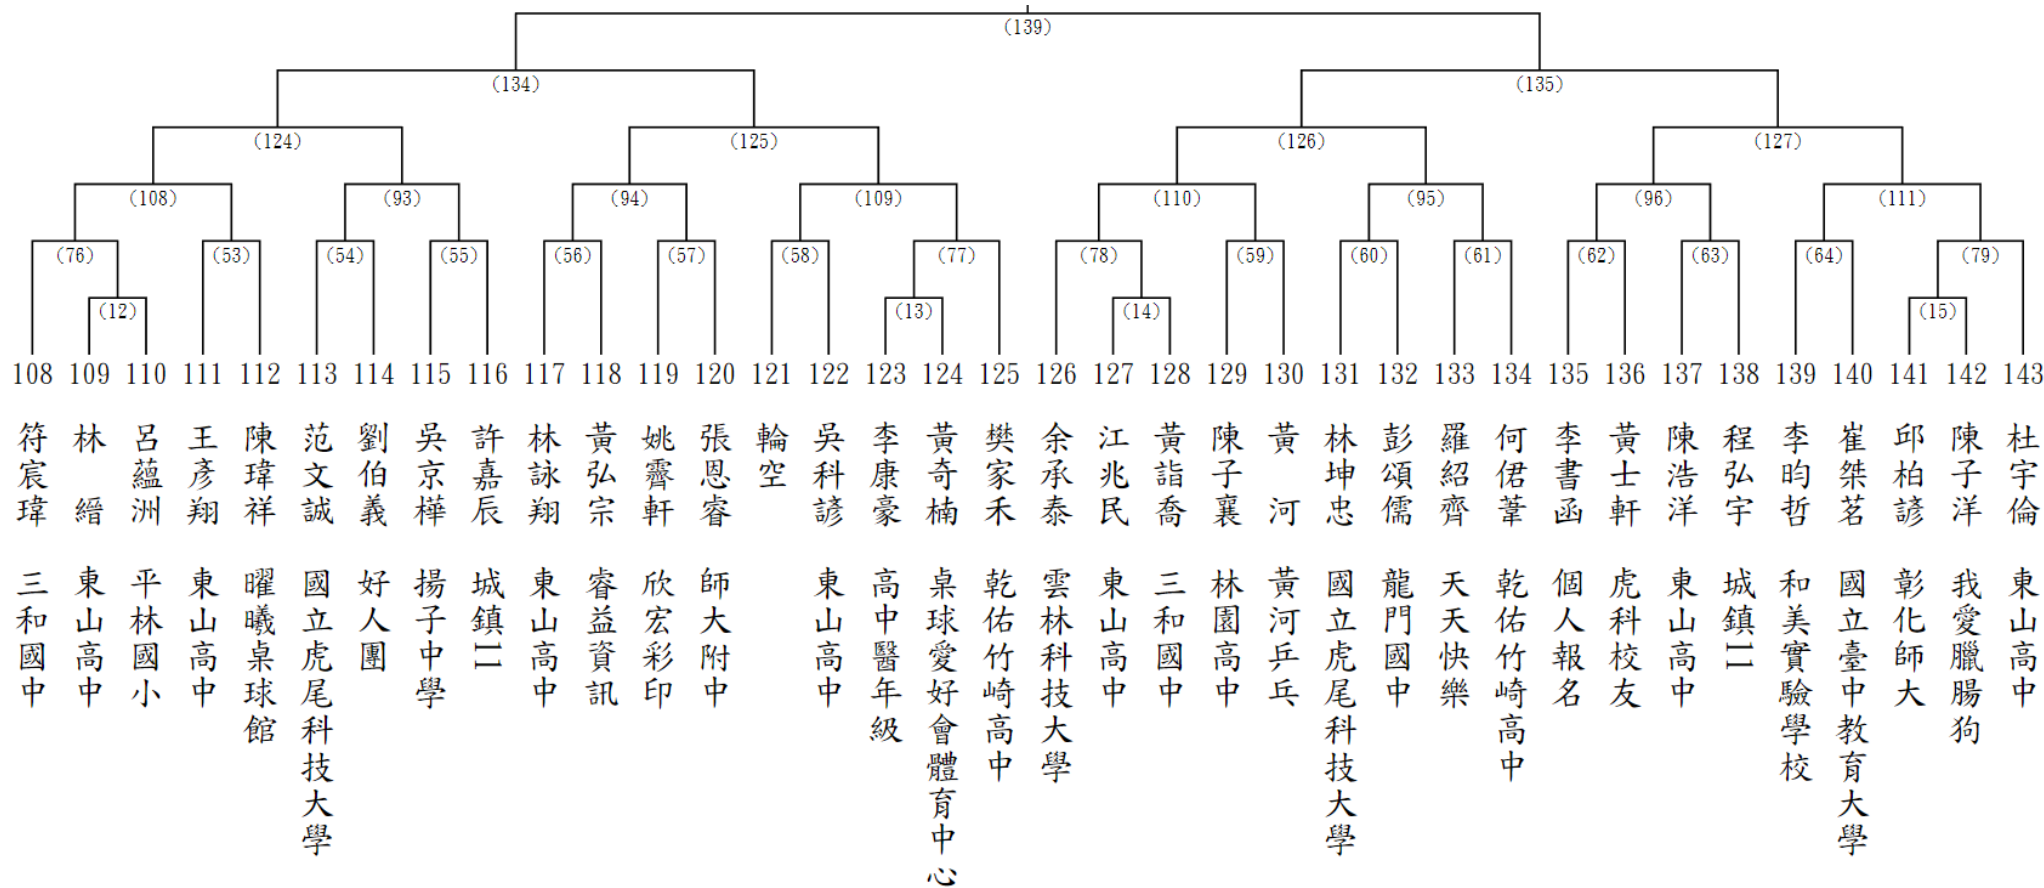 (139)
(134) (135)
(124) (125) (126) (127)
(108) (93) (94) (109) (110) (95) (96) (111)
(76) (53) (54) (55) (56) (57) (58) (77) (78) (59) (60) (61) (62) (63) (64) (79)
(12) (13) (14) (15)
108 109 110 111 112 113 114 115 116 117 118 119 120 121 122 123 124 125 126 127 128 129 130 131 132 133 134 135 136 137 138 139 140 141 142 143
符宸瑋
林縉
呂蘊洲
王彥翔
陳瑋祥
范文誠
劉伯義
吳京樺
許嘉辰
林詠翔
黃弘宗
姚霽軒
張恩睿
輪空
吳科諺
李康豪
黃奇楠
樊家禾
余承泰
江兆民
黃詣喬
陳子襄
黃河
林坤忠
彭頌儒
羅紹齊
何侰葦
李書函
黃士軒
陳浩洋
程弘宇
李昀哲
崔桀茗
邱柏諺
陳子洋
杜宇倫
三和國中
東山高中
平林國小
東山高中
曜曦桌球館
國立虎尾科技大學
好人團
揚子中學
城鎮11
東山高中
睿益資訊
欣宏彩印
師大附中
東山高中
高中醫年級
桌球愛好會體育中心
乾佑竹崎高中
雲林科技大學
東山高中
三和國中
林園高中
黃河乒乓
國立虎尾科技大學
龍門國中
天天快樂
乾佑竹崎高中
個人報名
虎科校友
東山高中
城鎮11
和美實驗學校
國立臺中教育大學
彰化師大
我愛臘腸狗
東山高中